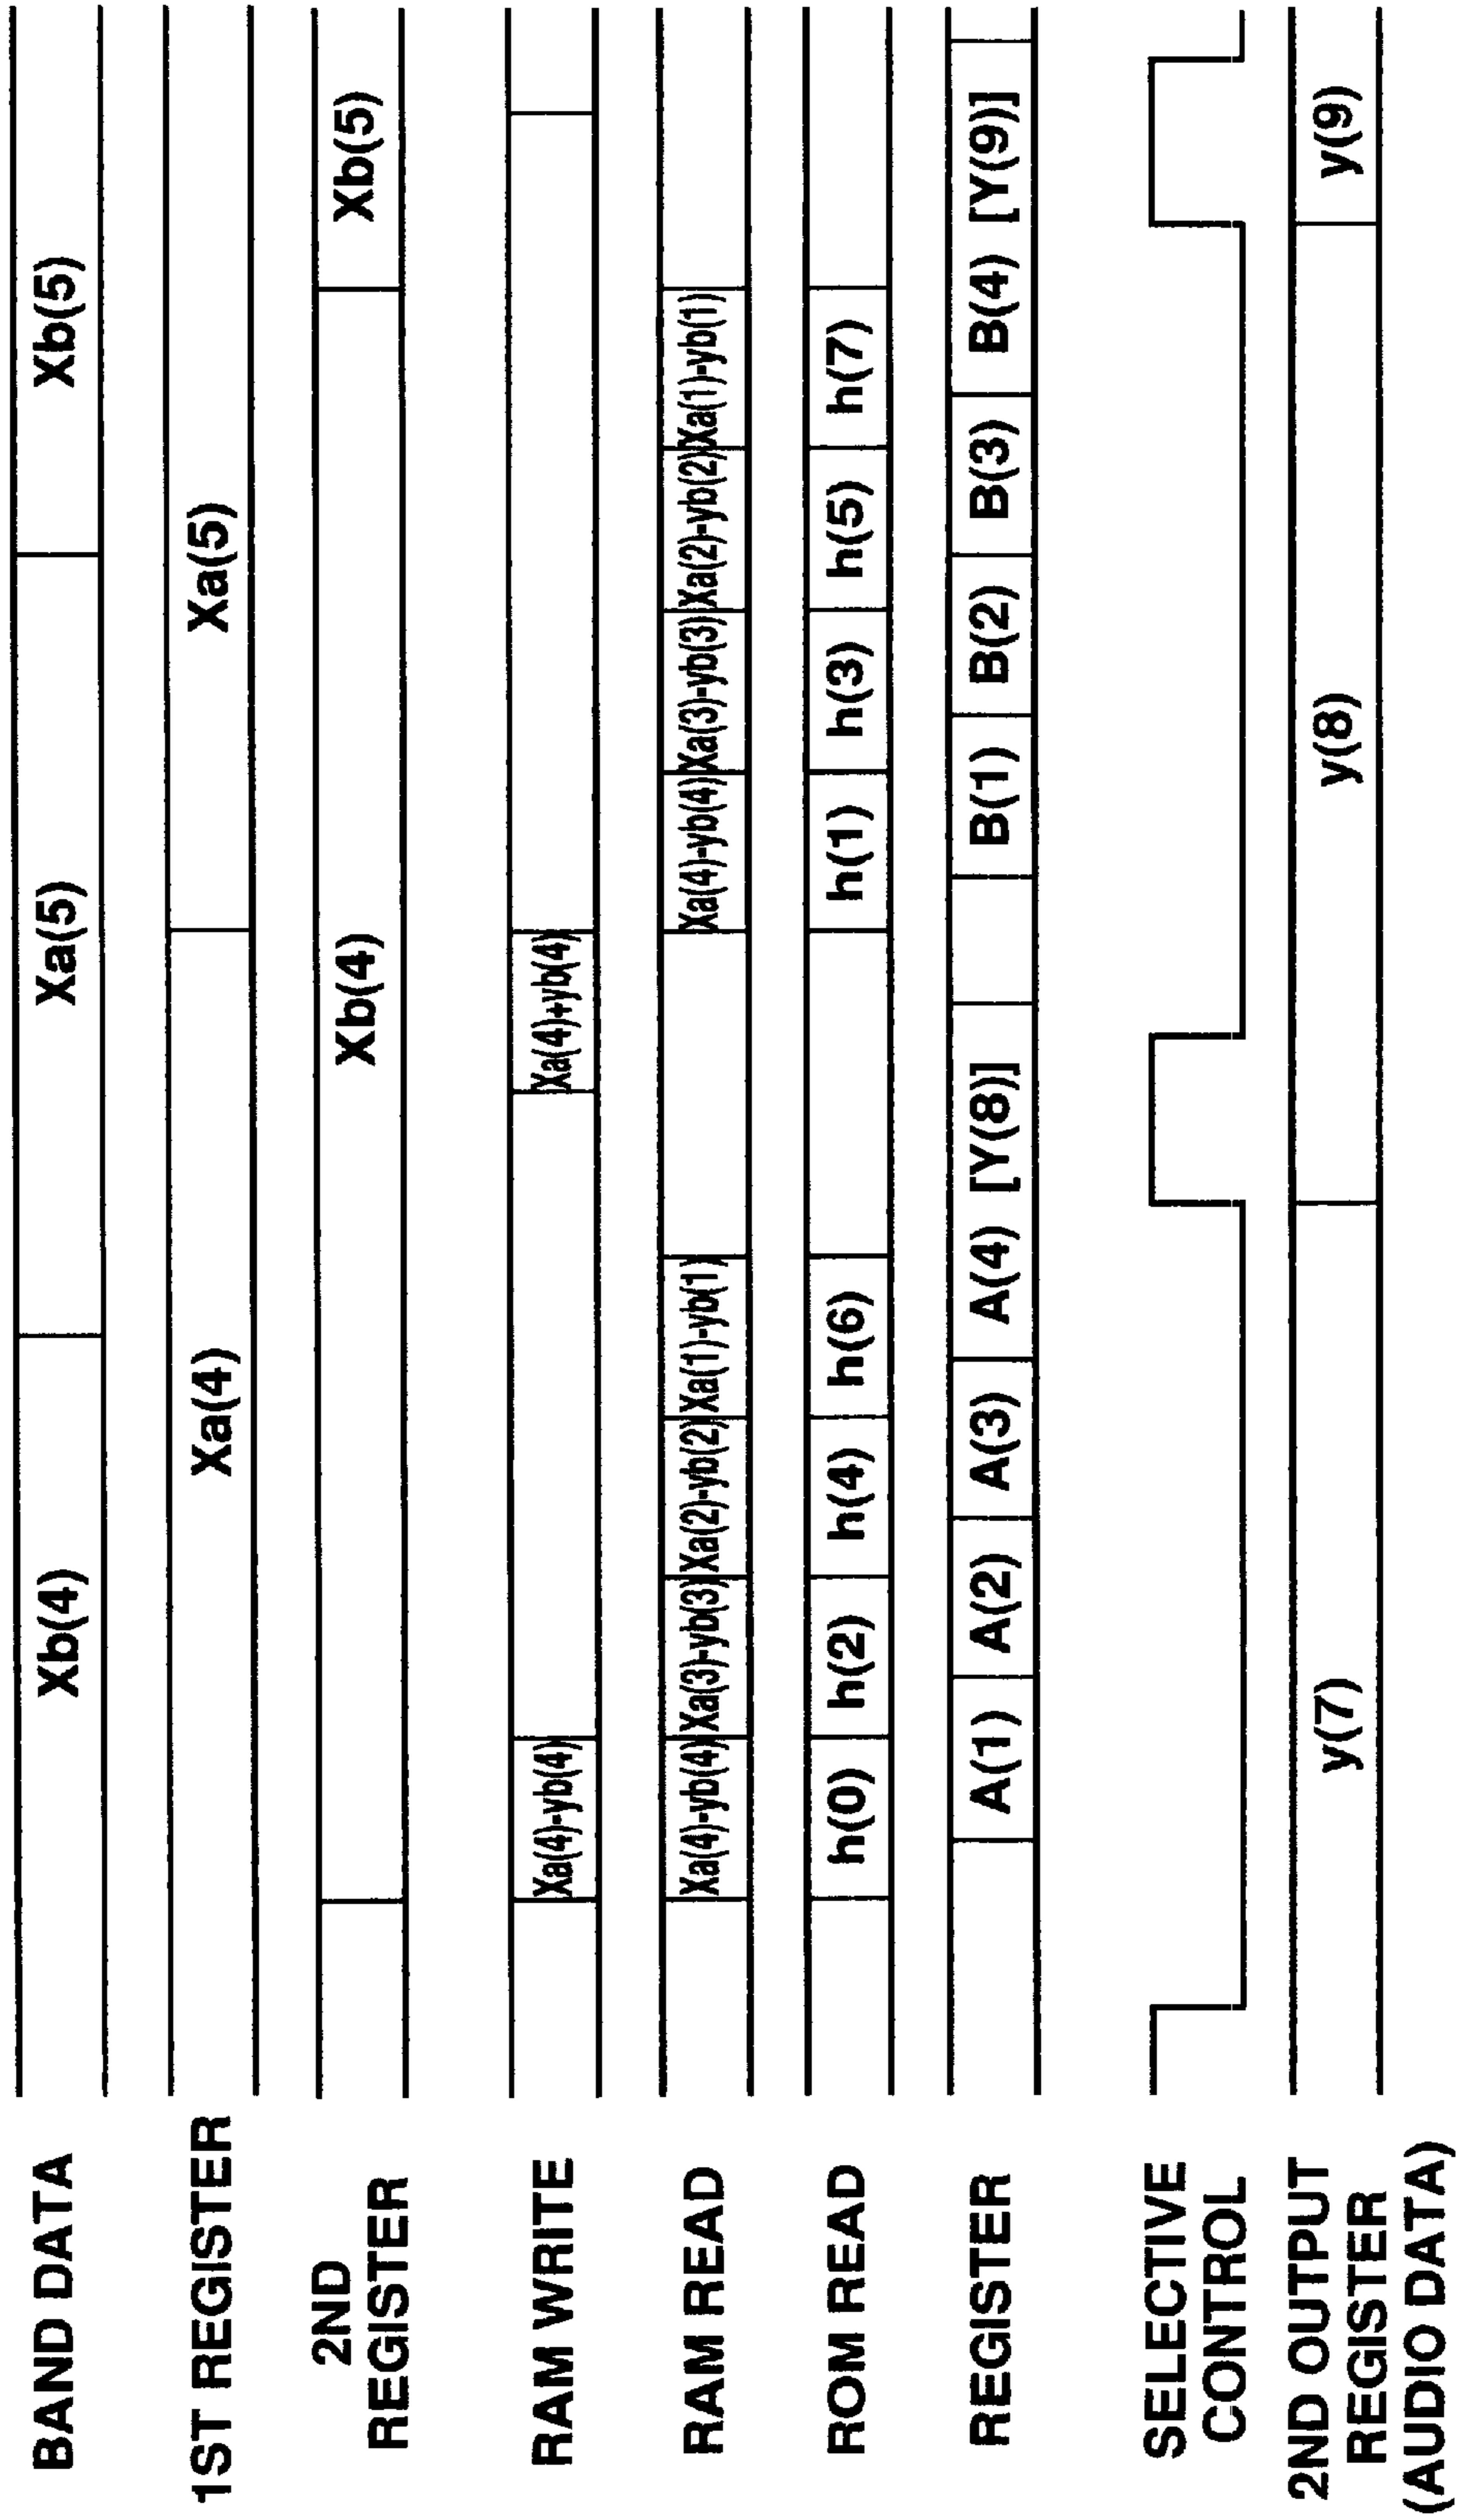 BAND DATA
Xb(4)
Xa(5)
Xb(5)
1ST REGISTER
Xa(4)
Xa(5)
2ND
REGISTER
Xb(4)
Xb(5)
RAM WRITE
Xa(4)-yb(4)
Xa(4)+yb(4)
RAM READ
Xa(4)-yb(4)
Xa(3)-yb(3)
Xa(2)-yb(2)
Xa(1)-yb(1)
Xa(4)-yb(4)
Xa(3)-yb(3)
Xa(2)-yb(2)
Xa(1)-yb(1)
ROM READ
h(0)
h(2)
h(4)
h(6)
h(1)
h(3)
h(5)
h(7)
REGISTER
A(1)
A(2)
A(3)
A(4) [Y(8)]
B(1)
B(2)
B(3)
B(4) [Y(9)]
SELECTIVE
CONTROL
2ND OUTPUT
REGISTER
(AUDIO DATA)
y(7)
y(8)
y(9)